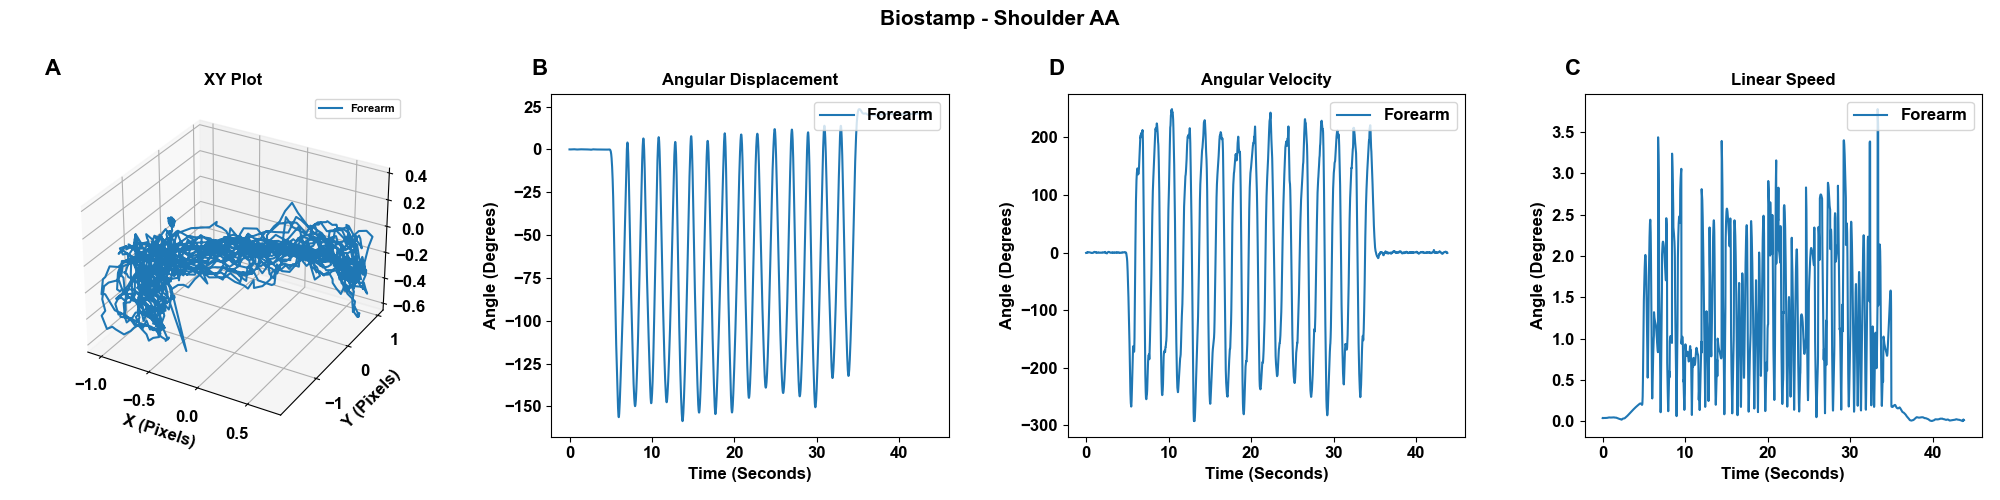 Biostamp - Shoulder AA
A
XY Plot
Forearm
0.4
0.2
0.0
−0.2
−0.4
−0.6
1
0
−1
Y (Pixels)
−1.0
−0.5
0.0
0.5
X (Pixels)
B
Angular Displacement
Forearm
25
0
−25
−50
−75
−100
−125
−150
Angle (Degrees)
0 10 20 30 40
Time (Seconds)
D
Angular Velocity
Forearm
200
100
0
−100
−200
−300
Angle (Degrees)
0 10 20 30 40
Time (Seconds)
C
Linear Speed
Forearm
3.5
3.0
2.5
2.0
1.5
1.0
0.5
0.0
Angle (Degrees)
0 10 20 30 40
Time (Seconds)